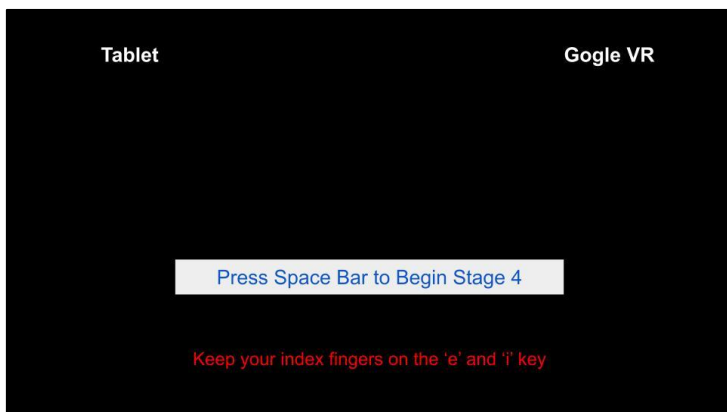 Tablet
Gogle VR
Press Space Bar to Begin Stage 4
Keep your index fingers on the ‘e’ and ‘i’ key